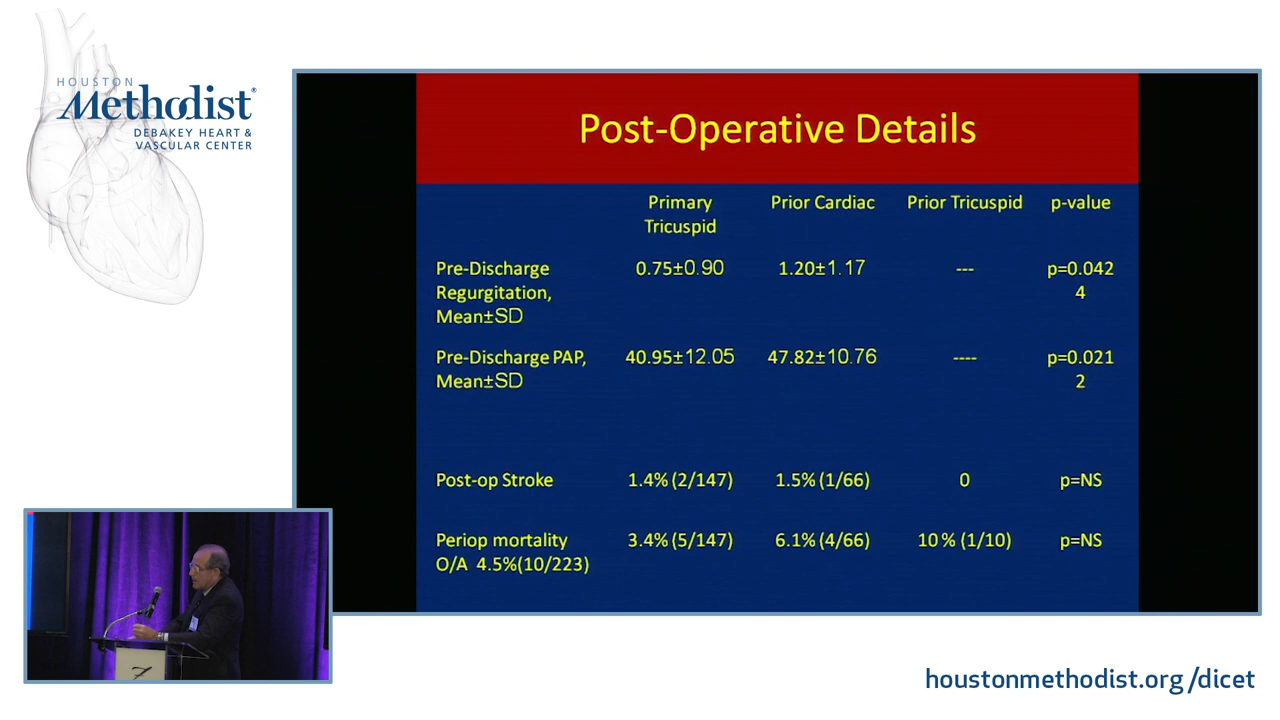 HOUSTON
Methodist®
DEBAKEY HEART &
VASCULAR CENTER
Post-Operative Details
Primary Tricuspid Prior Cardiac Prior Tricuspid p-value
Pre-Discharge Regurgitation, Mean±SD 0.75±0.90 1.20±1.17 --- p=0.0424
Pre-Discharge PAP, Mean±SD 40.95±12.05 47.82±10.76 ---- p=0.0212
Post-op Stroke 1.4% (2/147) 1.5% (1/66) 0 p=NS
Periop mortality 3.4% (5/147) 6.1% (4/66) 10 % (1/10) p=NS
O/A 4.5%(10/223)
houstonmethodist.org/dicet